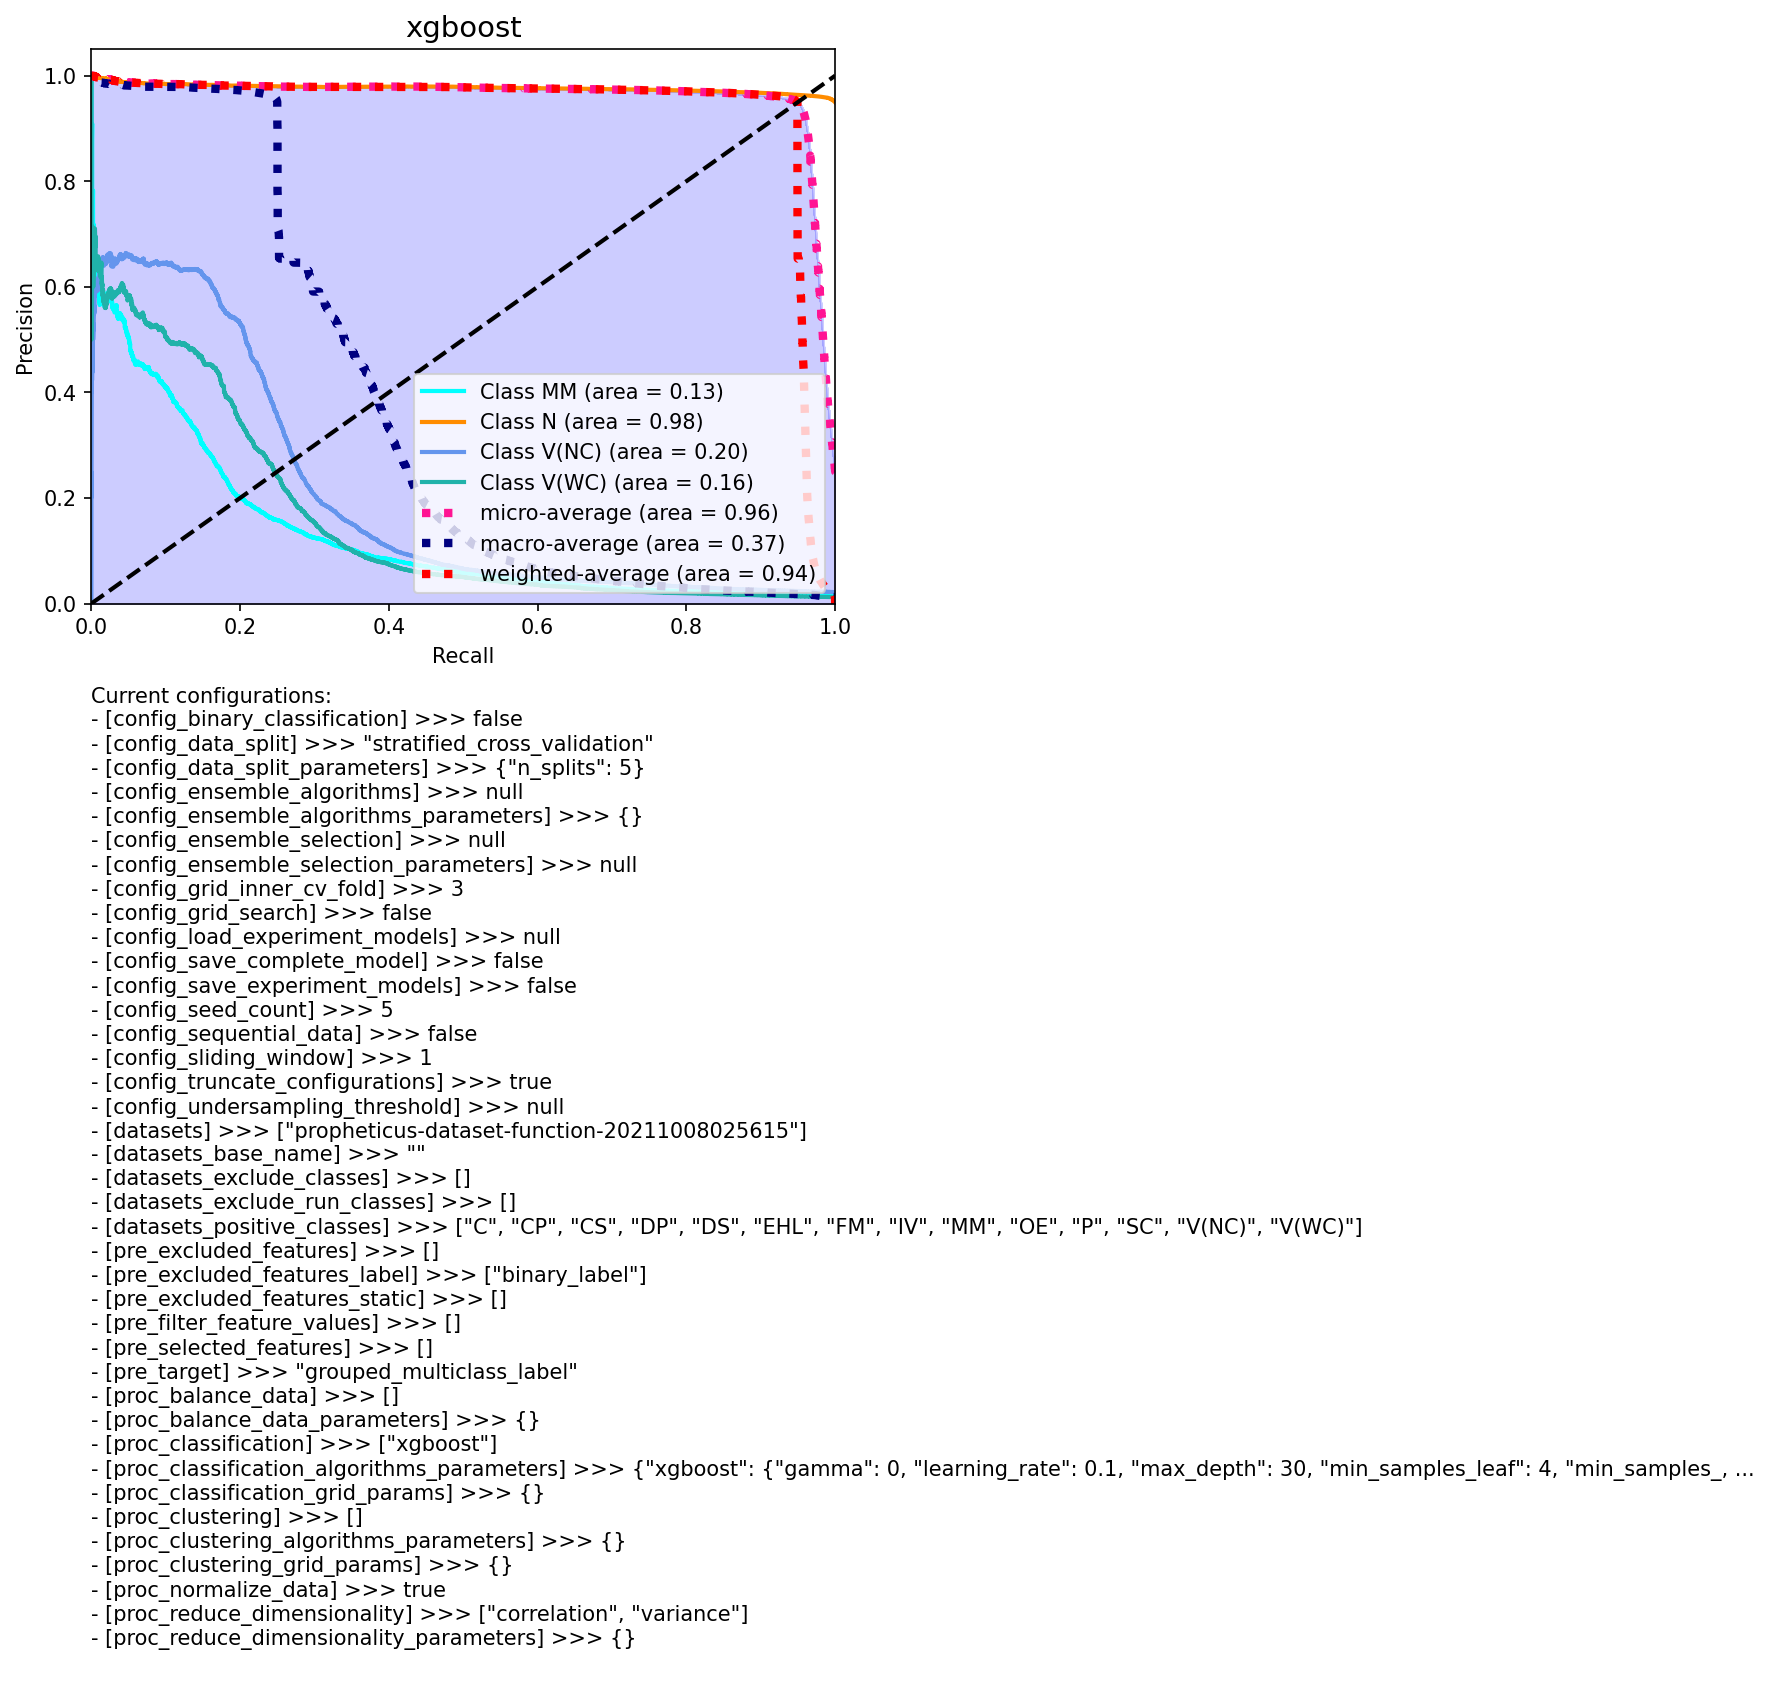 xgboost
1.0
0.8
0.6
0.4
0.2
0.0
Precision
Class MM (area = 0.13)
Class N (area = 0.98)
Class V(NC) (area = 0.20)
Class V(WC) (area = 0.16)
micro-average (area = 0.96)
macro-average (area = 0.37)
weighted-average (area = 0.94)
0.0 0.2 0.4 0.6 0.8 1.0
Recall
Current configurations:
- [config_binary_classification] >>> false
- [config_data_split] >>> "stratified_cross_validation"
- [config_data_split_parameters] >>> {"n_splits": 5}
- [config_ensemble_algorithms] >>> null
- [config_ensemble_algorithms_parameters] >>> {}
- [config_ensemble_selection] >>> null
- [config_ensemble_selection_parameters] >>> null
- [config_grid_inner_cv_fold] >>> 3
- [config_grid_search] >>> false
- [config_load_experiment_models] >>> null
- [config_save_complete_model] >>> false
- [config_save_experiment_models] >>> false
- [config_seed_count] >>> 5
- [config_sequential_data] >>> false
- [config_sliding_window] >>> 1
- [config_truncate_configurations] >>> true
- [config_undersampling_threshold] >>> null
- [datasets] >>> ["propheticus-dataset-function-20211008025615"]
- [datasets_base_name] >>> ""
- [datasets_exclude_classes] >>> []
- [datasets_exclude_run_classes] >>> []
- [datasets_positive_classes] >>> ["C", "CP", "CS", "DP", "DS", "EHL", "FM", "IV", "MM", "OE", "P", "SC", "V(NC)", "V(WC)"]
- [pre_excluded_features] >>> []
- [pre_excluded_features_label] >>> ["binary_label"]
- [pre_excluded_features_static] >>> []
- [pre_filter_feature_values] >>> []
- [pre_selected_features] >>> []
- [pre_target] >>> "grouped_multiclass_label"
- [proc_balance_data] >>> []
- [proc_balance_data_parameters] >>> {}
- [proc_classification] >>> ["xgboost"]
- [proc_classification_algorithms_parameters] >>> {"xgboost": {"gamma": 0, "learning_rate": 0.1, "max_depth": 30, "min_samples_leaf": 4, "min_samples_, ...
- [proc_classification_grid_params] >>> {}
- [proc_clustering] >>> []
- [proc_clustering_algorithms_parameters] >>> {}
- [proc_clustering_grid_params] >>> {}
- [proc_normalize_data] >>> true
- [proc_reduce_dimensionality] >>> ["correlation", "variance"]
- [proc_reduce_dimensionality_parameters] >>> {}